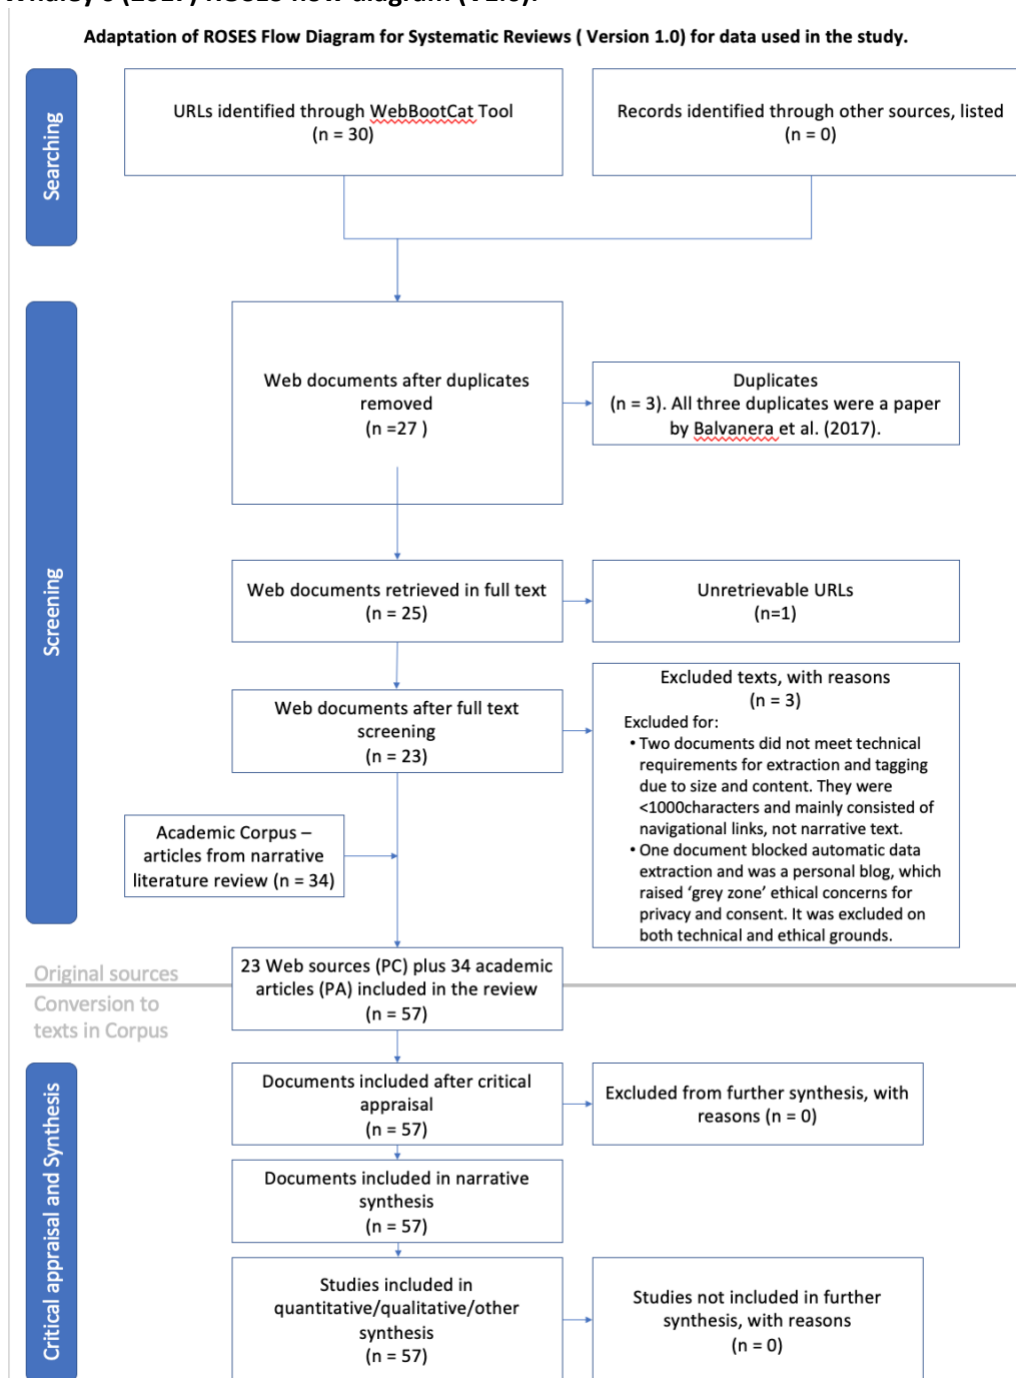 Whaley's (2017) ROSES flow diagram (V1.0).
Adaptation of ROSES Flow Diagram for Systematic Reviews ( Version 1.0) for data used in the study.
Searching
URLs identified through WebBootCat Tool
(n = 30)
Records identified through other sources, listed
(n = 0)
Screening
Web documents after duplicates
removed
(n =27 )
Duplicates
(n = 3). All three duplicates were a paper
by Balvanera et al. (2017).
Web documents retrieved in full text
(n = 25)
Unretrievable URLs
(n=1)
Web documents after full text
screening
(n = 23)
Excluded texts, with reasons
(n = 3)
Excluded for:
• Two documents did not meet technical
requirements for extraction and tagging
due to size and content. They were
<1000characters and mainly consisted of
navigational links, not narrative text.
• One document blocked automatic data
extraction and was a personal blog, which
raised ‘grey zone’ ethical concerns for
privacy and consent. It was excluded on
both technical and ethical grounds.
Academic Corpus –
articles from narrative
literature review (n = 34)
Original sources
Conversion to
texts in Corpus
23 Web sources (PC) plus 34 academic
articles (PA) included in the review
(n = 57)
Critical appraisal and Synthesis
Documents included after critical
appraisal
(n = 57)
Excluded from further synthesis, with
reasons (n = 0)
Documents included in narrative
synthesis
(n = 57)
Studies included in
quantitative/qualitative/other
synthesis
(n = 57)
Studies not included in further
synthesis, with reasons
(n = 0)